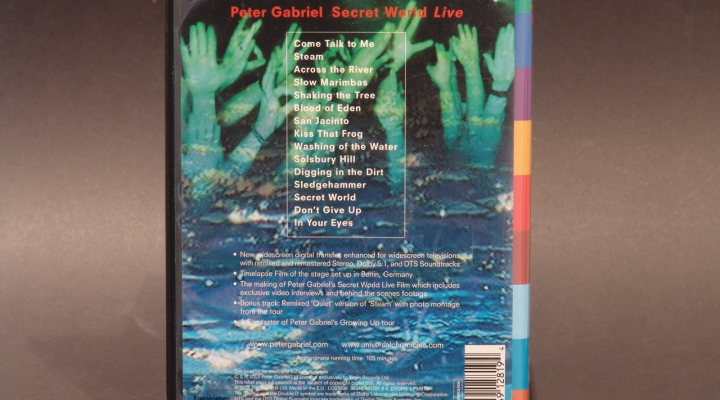 Peter Gabriel Secret World Live
Come Talk to Me
Steam
Across the River
Slow Marimbas
Shaking the Tree
Blood of Eden
San Jacinto
Kiss That Frog
Washing of the Water
Solsbury Hill
Digging in the Dirt
Sledgehammer
Secret World
Don't Give Up
In Your Eyes
• New widescreen digital transfer enhanced for widescreen televisions
with remixed and remastered Stereo, Dolby 5.1, and DTS Soundtracks
• Timelapse Film of the stage set up in Berlin, Germany
• The making of Peter Gabriel's Secret World Live Film which includes
exclusive video interviews and behind the scenes footage
• Bonus track: Remixed 'Quiet' version of 'Steam' with photo montage
from the tour
taster of Peter Gabriel's Growing Up tour
www.petergabriel.com www.universalchronicles.com
Approximate running time: 105 minutes